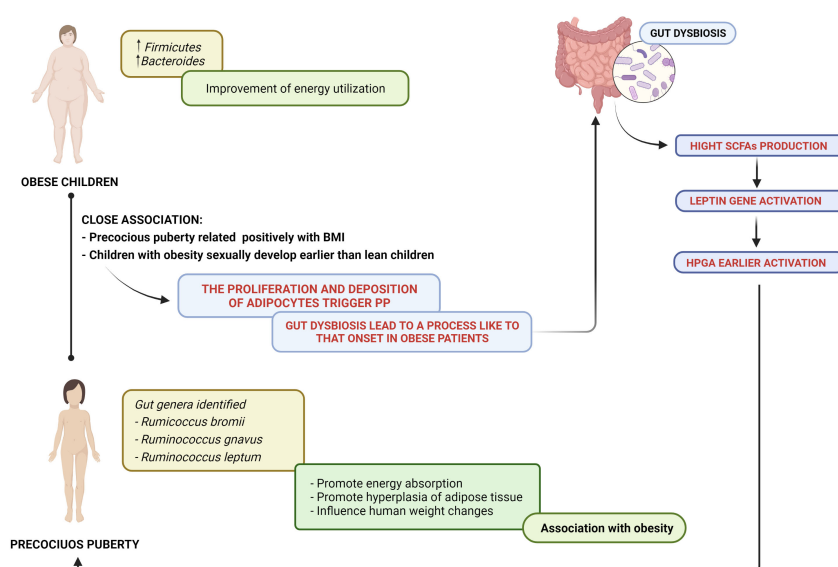 ↑ Firmicutes
↑Bacteroides
Improvement of energy utilization
OBESE CHILDREN
CLOSE ASSOCIATION:
- Precocious puberty related positively with BMI
- Children with obesity sexually develop earlier than lean children
THE PROLIFERATION AND DEPOSITION
OF ADIPOCYTES TRIGGER PP
GUT DYSBIOSIS LEAD TO A PROCESS LIKE TO
THAT ONSET IN OBESE PATIENTS
GUT DYSBIOSIS
HIGHT SCFAs PRODUCTION
LEPTIN GENE ACTIVATION
HPGA EARLIER ACTIVATION
Gut genera identified
- Rumicoccus bromii
- Ruminococcus gnavus
- Ruminococcus leptum
- Promote energy absorption
- Promote hyperplasia of adipose tissue
- Influence human weight changes
Association with obesity
PRECOCIUOS PUBERTY